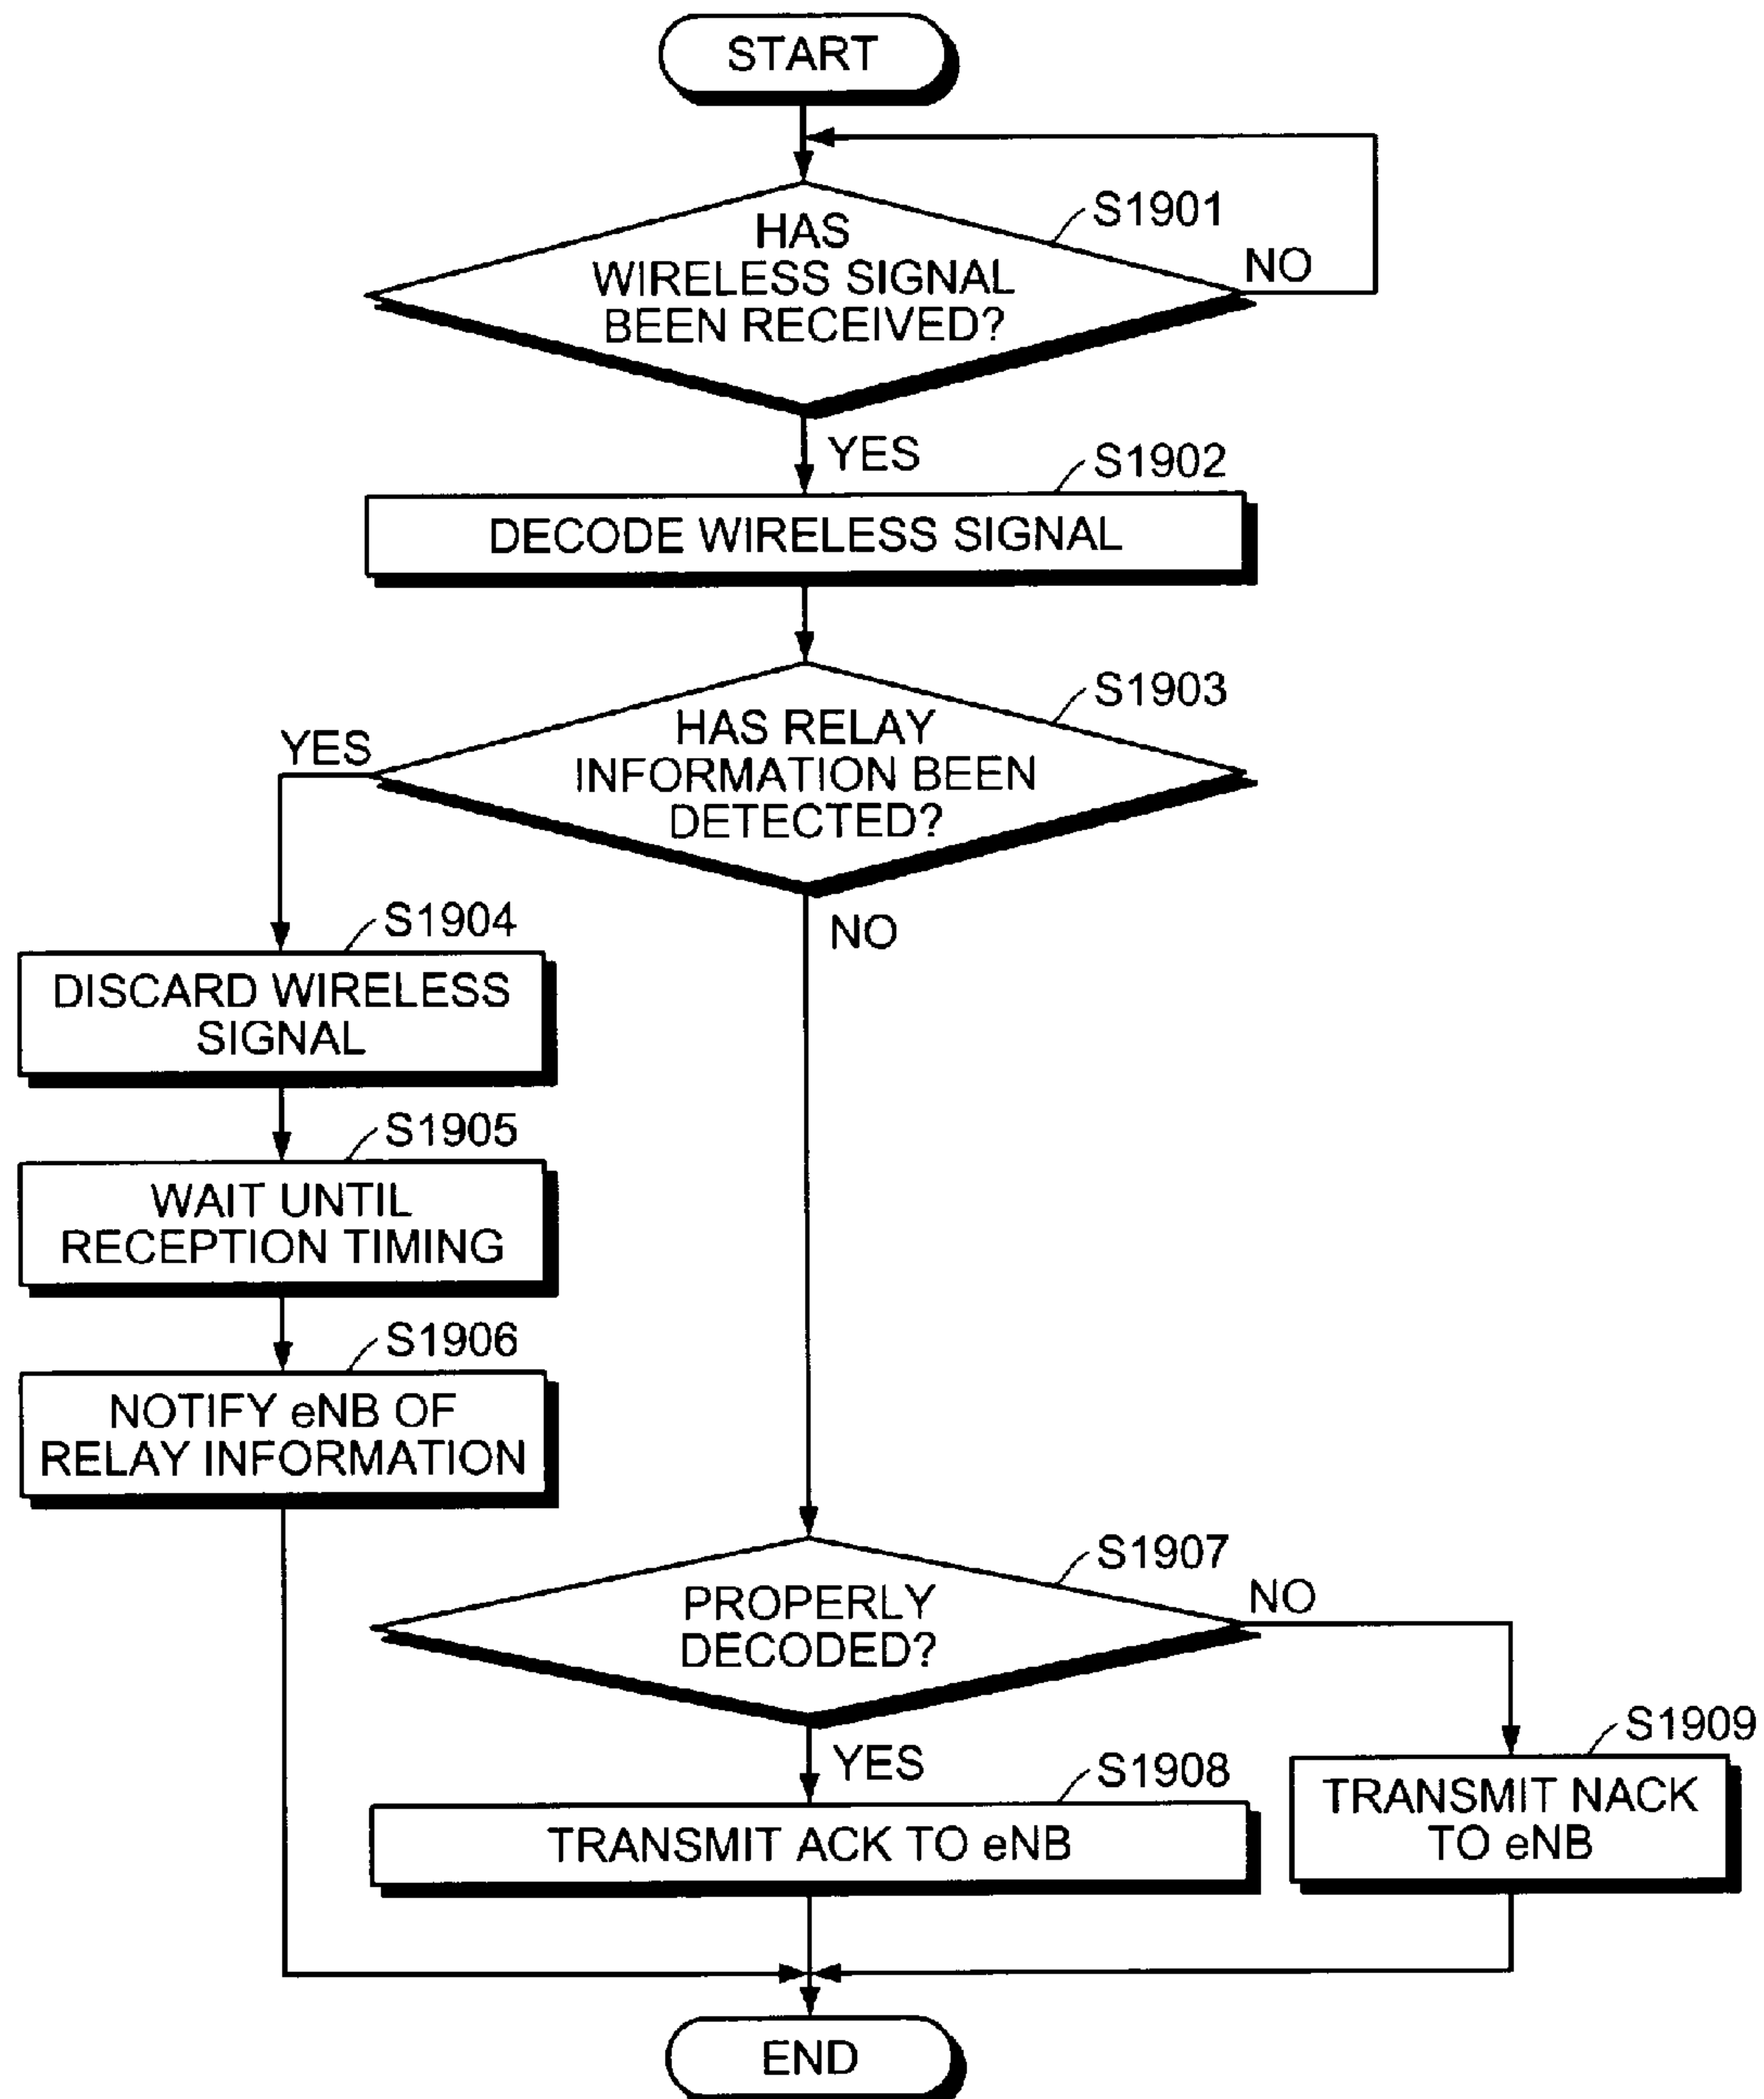 START
S1901
HAS
WIRELESS SIGNAL
BEEN RECEIVED?
NO
YES
S1902
DECODE WIRELESS SIGNAL
S1903
HAS RELAY
INFORMATION BEEN
DETECTED?
YES
NO
S1904
DISCARD WIRELESS
SIGNAL
S1905
WAIT UNTIL
RECEPTION TIMING
S1906
NOTIFY eNB OF
RELAY INFORMATION
S1907
PROPERLY
DECODED?
NO
YES
S1908
TRANSMIT ACK TO eNB
S1909
TRANSMIT NACK
TO eNB
END